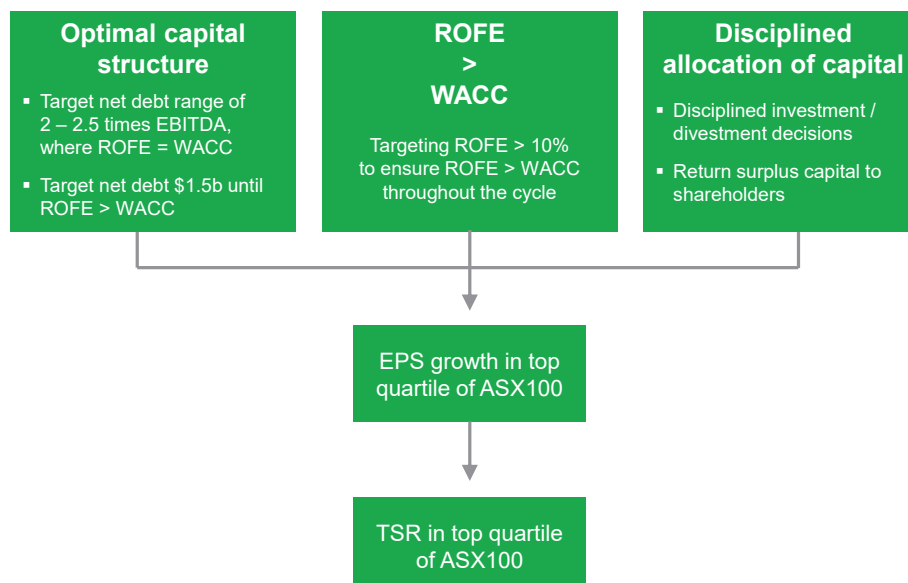 Optimal capital
structure
▪ Target net debt range of
2 – 2.5 times EBITDA,
where ROFE = WACC
▪ Target net debt $1.5b until
ROFE > WACC
ROFE
>
WACC
Targeting ROFE > 10%
to ensure ROFE > WACC
throughout the cycle
Disciplined
allocation of capital
▪ Disciplined investment /
divestment decisions
▪ Return surplus capital to
shareholders
EPS growth in top
quartile of ASX100
TSR in top quartile
of ASX100